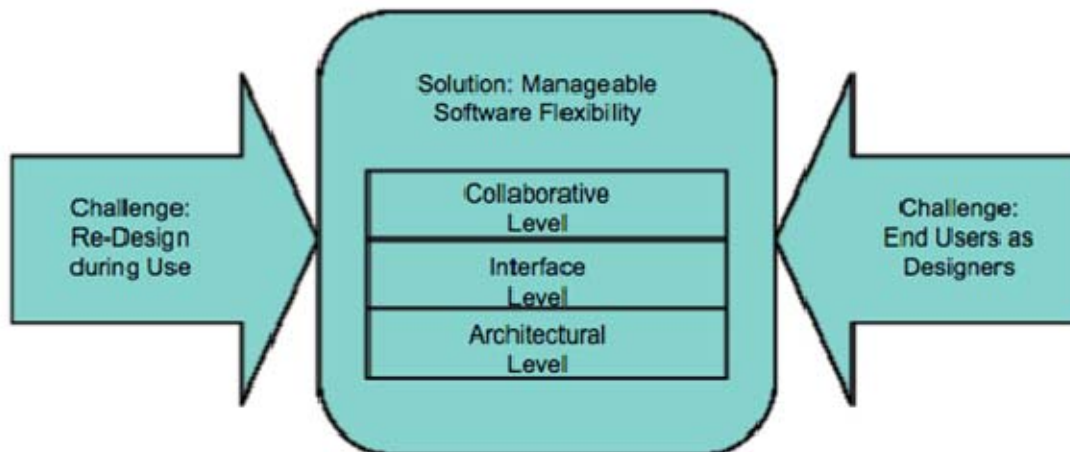 Challenge:
Re-Design
during Use
Solution: Manageable
Software Flexibility
Collaborative
Level
Interface
Level
Architectural
Level
Challenge:
End Users as
Designers